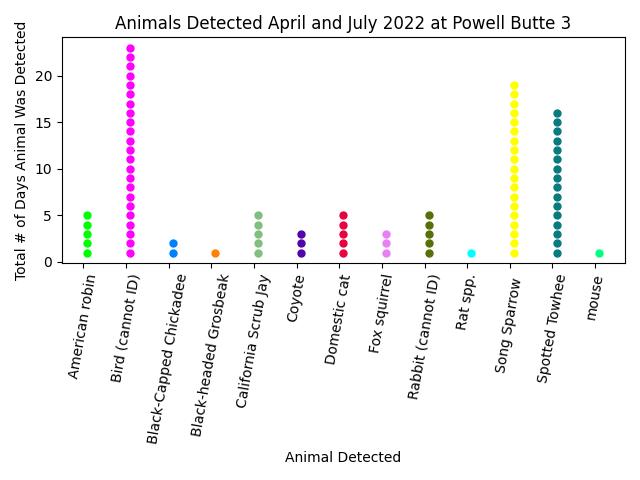 Animals Detected April and July 2022 at Powell Butte 3
Total # of Days Animal Was Detected
20
15
10
5
0
American robin
Bird (cannot ID)
Black-Capped Chickadee
Black-headed Grosbeak
California Scrub Jay
Coyote
Domestic cat
Fox squirrel
Rabbit (cannot ID)
Rat spp.
Song Sparrow
Spotted Towhee
mouse
Animal Detected